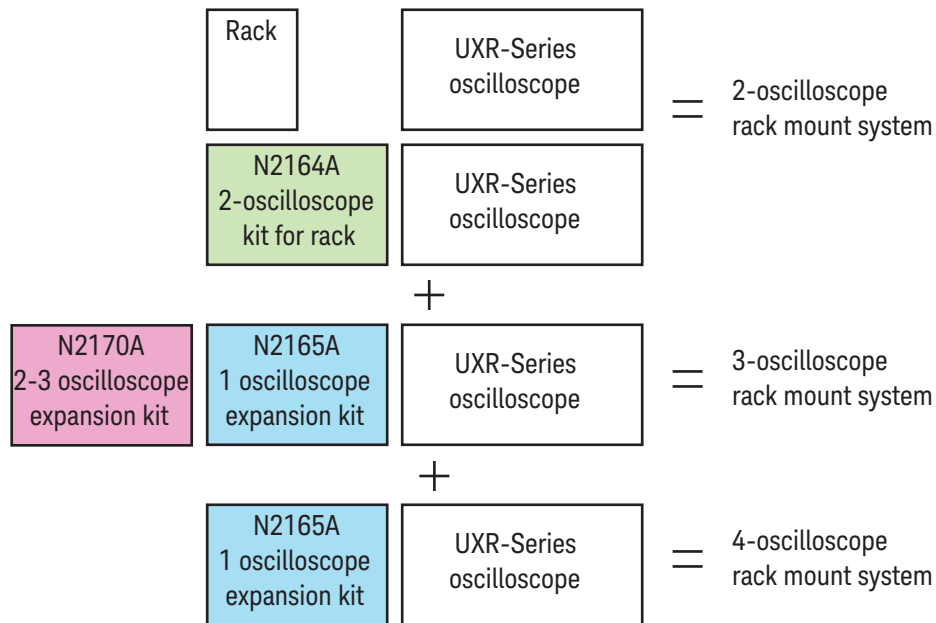 Rack
UXR-Series
oscilloscope
=
2-oscilloscope
rack mount system
N2164A
2-oscilloscope
kit for rack
UXR-Series
oscilloscope
+
N2170A
2-3 oscilloscope
expansion kit
N2165A
1 oscilloscope
expansion kit
UXR-Series
oscilloscope
=
3-oscilloscope
rack mount system
+
N2165A
1 oscilloscope
expansion kit
UXR-Series
oscilloscope
=
4-oscilloscope
rack mount system